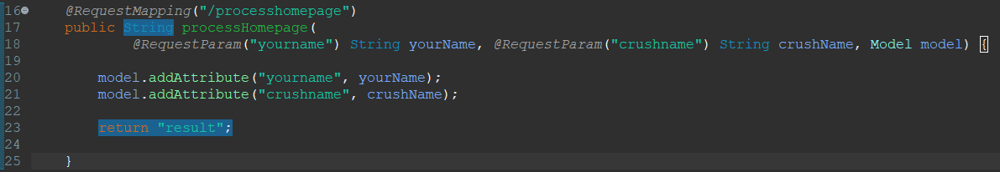 16 @RequestMapping("/processhomepage")
17 public String processHomepage(
18 @RequestParam("yourname") String yourName, @RequestParam("crushname") String crushName, Model model) {
19
20 model.addAttribute("yourname", yourName);
21 model.addAttribute("crushname", crushName);
22
23 return "result";
24
25 }